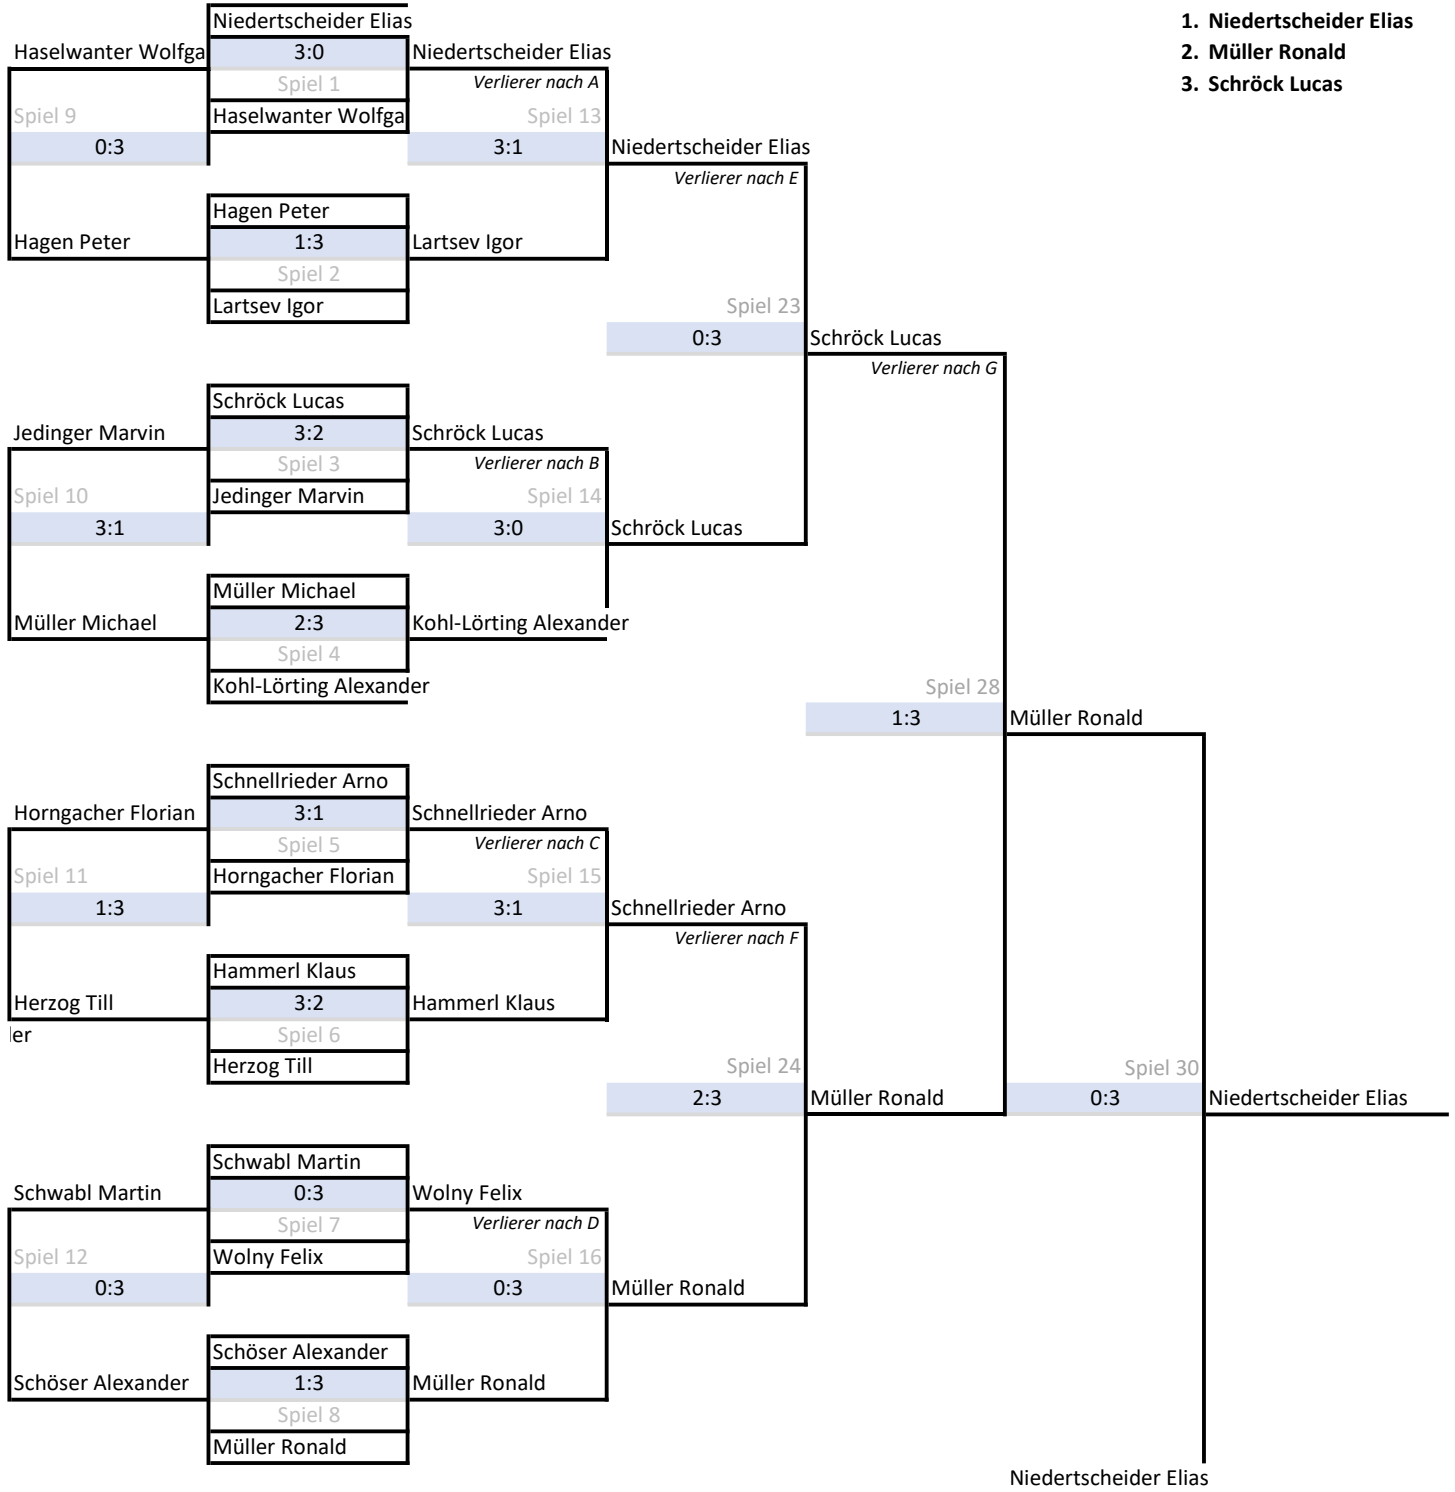 Niedertscheider Elias
1. Niedertscheider Elias
Haselwanter Wolfga
3:0
Niedertscheider Elias
2. Müller Ronald
Spiel 1
Verlierer nach A
3. Schröck Lucas
Spiel 9
Haselwanter Wolfga
Spiel 13
0:3
3:1
Niedertscheider Elias
Verlierer nach E
Hagen Peter
Hagen Peter
1:3
Lartsev Igor
Spiel 2
Lartsev Igor
Spiel 23
0:3
Schröck Lucas
Verlierer nach G
Schröck Lucas
Jedinger Marvin
3:2
Schröck Lucas
Spiel 3
Verlierer nach B
Spiel 10
Jedinger Marvin
Spiel 14
3:1
3:0
Schröck Lucas
Müller Michael
Müller Michael
2:3
Kohl-Lörting Alexander
Spiel 4
Kohl-Lörting Alexander
Spiel 28
1:3
Müller Ronald
Schnellrieder Arno
Horngacher Florian
3:1
Schnellrieder Arno
Spiel 5
Verlierer nach C
Spiel 11
Horngacher Florian
Spiel 15
1:3
3:1
Schnellrieder Arno
Verlierer nach F
Hammerl Klaus
Herzog Till
3:2
Hammerl Klaus
ler
Spiel 6
Herzog Till
Spiel 24
Spiel 30
2:3
Müller Ronald
0:3
Niedertscheider Elias
Schwabl Martin
Schwabl Martin
0:3
Wolny Felix
Spiel 7
Verlierer nach D
Spiel 12
Wolny Felix
Spiel 16
0:3
0:3
Müller Ronald
Schöser Alexander
Schöser Alexander
1:3
Müller Ronald
Spiel 8
Müller Ronald
Niedertscheider Elias